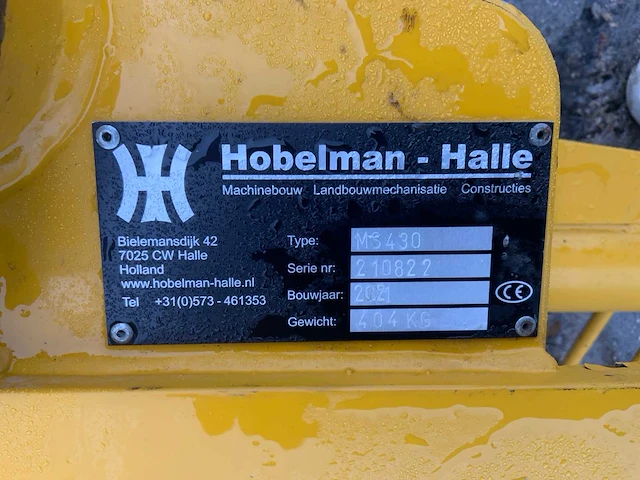 Hobelman - Halle
Machinebouw Landbouwmechanisatie Constructies
Bielemansdijk 42
7025 CW Halle
Holland
www.hobelman-halle.nl
Tel +31(0)573 - 461353
Type: MS430
Serie nr: 210822
Bouwjaar: 2021
Gewicht: 404 KG
CE